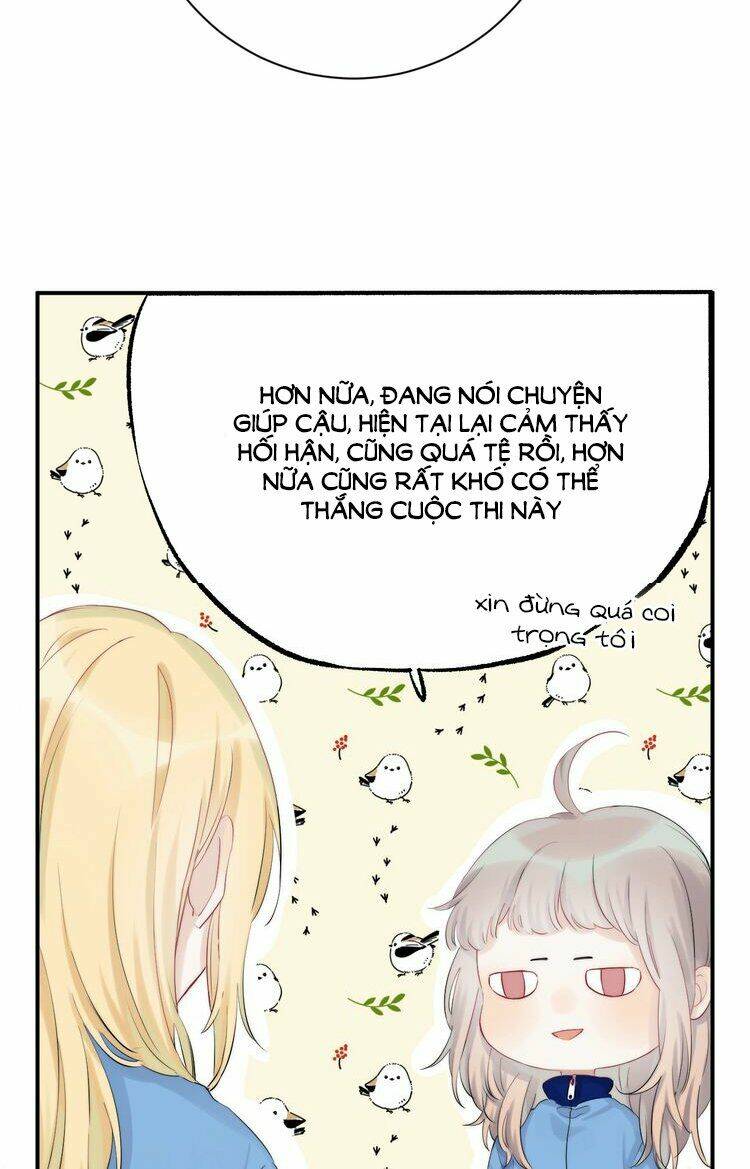 HƠN NỮA, ĐANG NÓI CHUYỆN
GIÚP CẬU, HIỆN TẠI LẠI CẢM THẤY
HỐI HẬN, CŨNG QUÁ TỆ RỒI, HƠN
NỮA CŨNG RẤT KHÓ CÓ THỂ
THẮNG CUỘC THI NÀY
xin đừng quá coi
trọng tôi